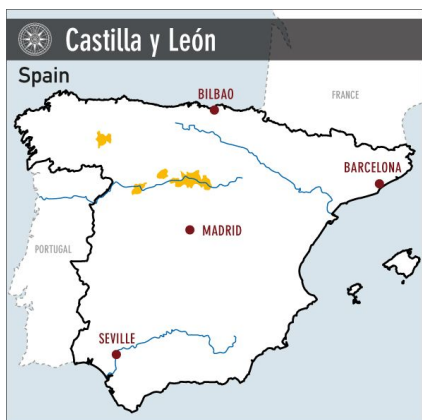 Castilla y León
Spain
BILBAO
FRANCE
BARCELONA
MADRID
PORTUGAL
SEVILLE